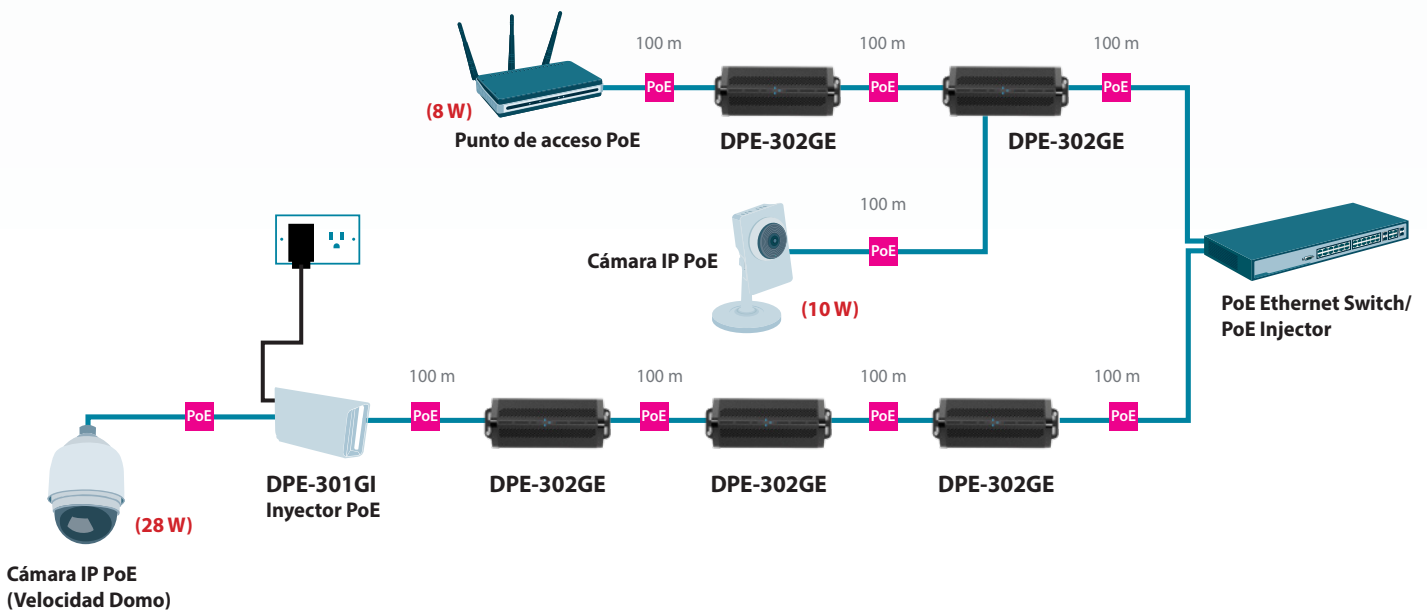 100 m
100 m
100 m
PoE
PoE
PoE
(8 W)
Punto de acceso PoE
DPE-302GE
DPE-302GE
100 m
PoE
Cámara IP PoE
(10 W)
PoE Ethernet Switch/
PoE Injector
100 m
100 m
100 m
100 m
PoE
PoE
PoE
PoE
PoE
DPE-301GI
Inyector PoE
DPE-302GE
DPE-302GE
DPE-302GE
(28 W)
Cámara IP PoE
(Velocidad Domo)